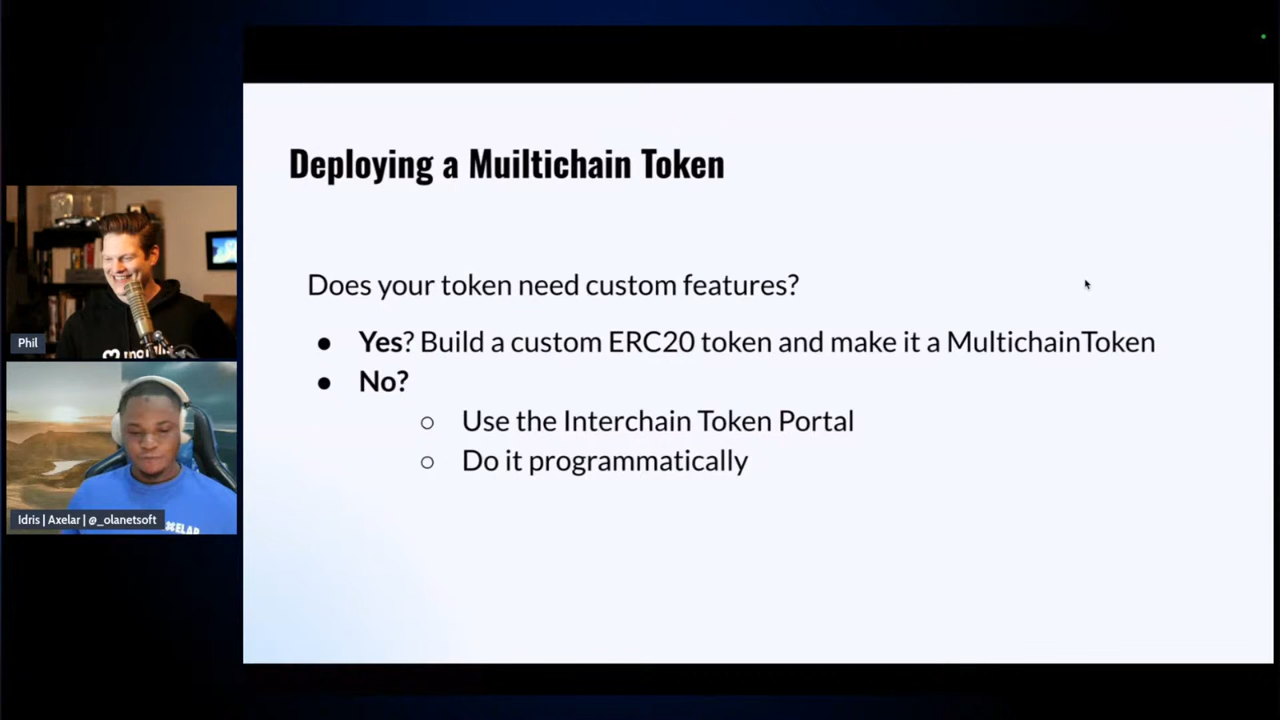 Deploying a Muiltichain Token
Does your token need custom features?
● Yes? Build a custom ERC20 token and make it a MultichainToken
● No?
○ Use the Interchain Token Portal
○ Do it programmatically
Phil
Idris | Axelar | @_olanetsoft